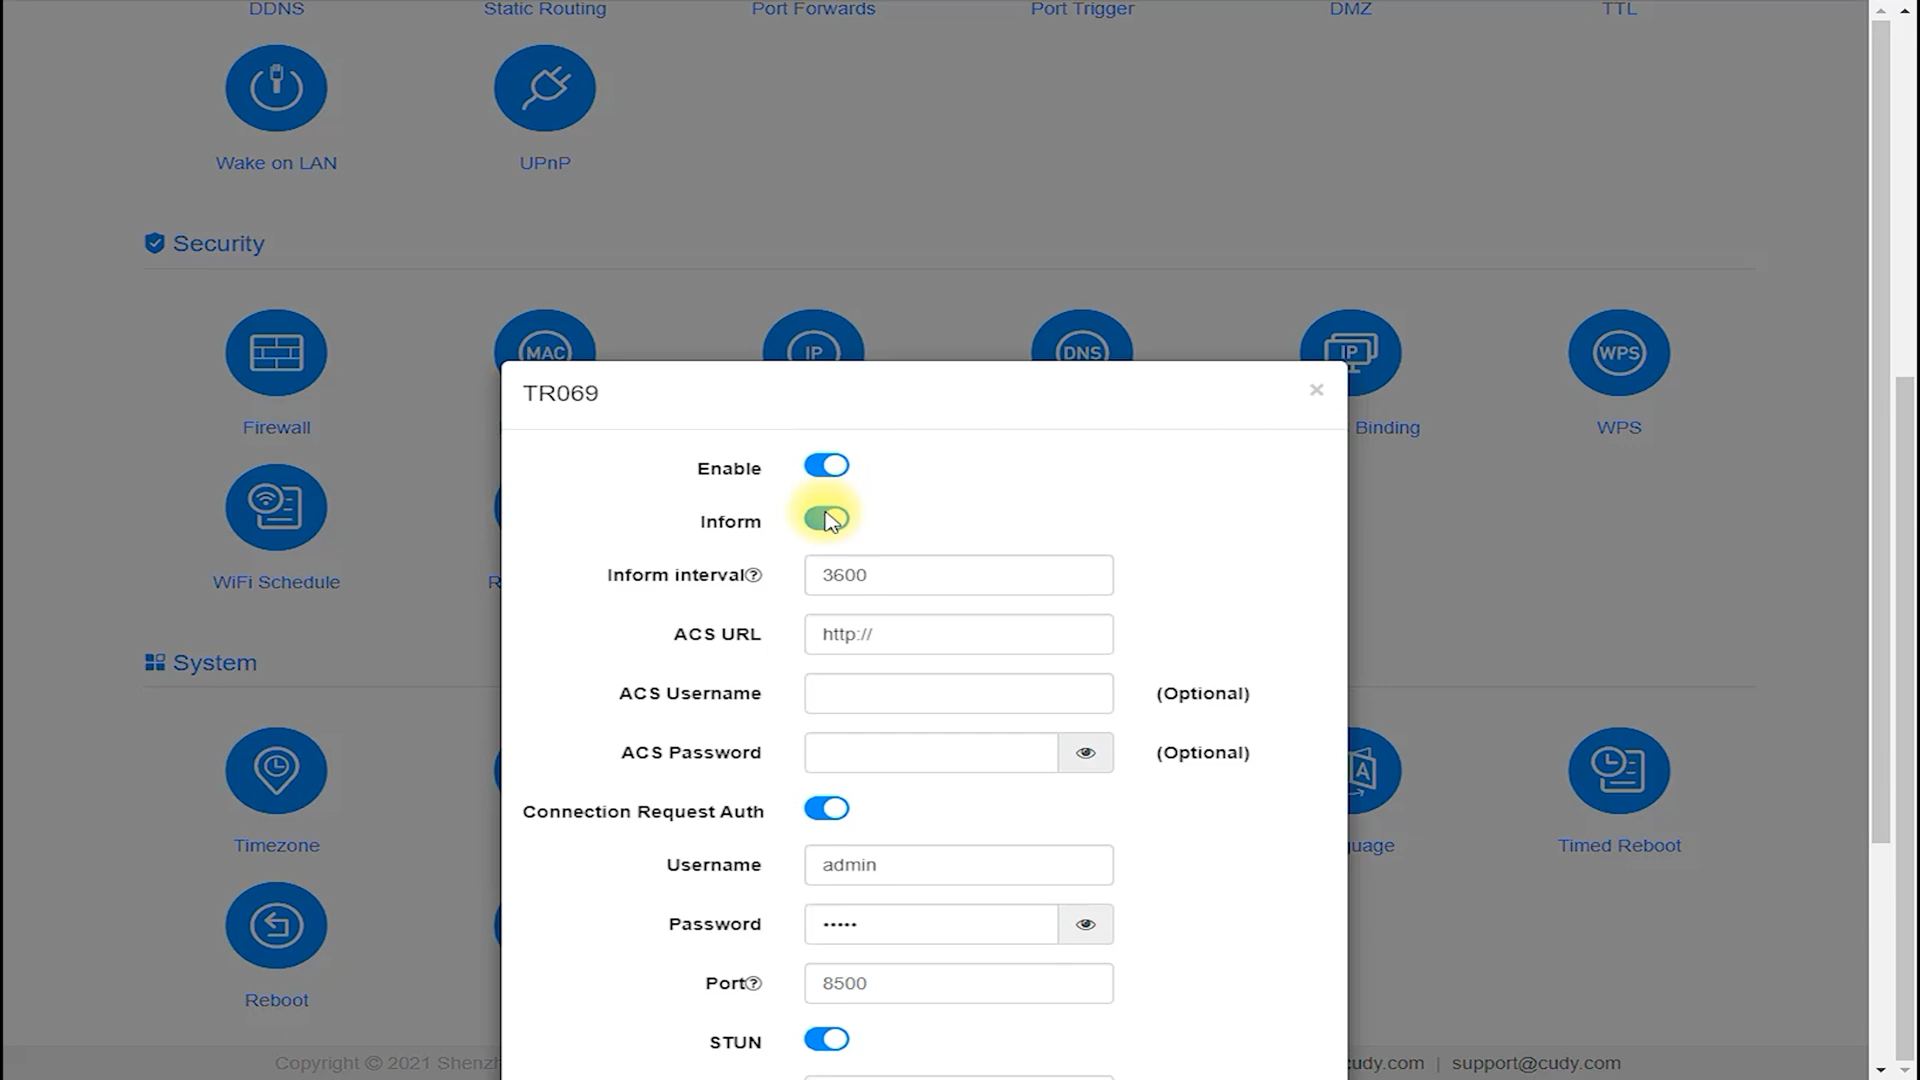 DDNS
Static Routing
Port Forwards
Port Trigger
DMZ
TTL
Wake on LAN
UPnP
Security
MAC
IP
DNS
IP
WPS
Firewall
Binding
WPS
TR069
×
Enable
Inform
Inform interval
3600
ACS URL
http://
ACS Username
(Optional)
ACS Password
(Optional)
Connection Request Auth
Username
admin
Password
•••••
Port
8500
STUN
WiFi Schedule
R
System
A
Timezone
guage
Timed Reboot
Reboot
Copyright © 2021 Shenzh
cudy.com | support@cudy.com